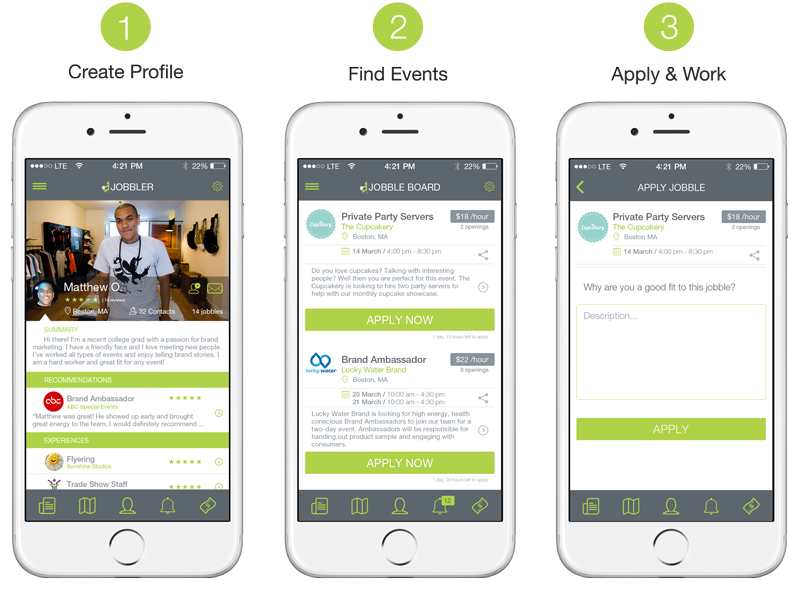 1
Create Profile
LTE 4:21 PM 22%
JOBBLER
Matthew O.
(14 reviews)
Boston, MA 32 Contacts 14 jobbles
SUMMARY
Hi there! I'm a recent college grad with a passion for brand
marketing. I have a friendly face and I love meeting new people.
I've worked all types of events and enjoy telling brand stories. I
am a hard worker and great fit for any event!
RECOMMENDATIONS
abc
Brand Ambassador
ABC Special Events
"Matthew was great! He showed up early and brought
great energy to the team, I would definitely recommend ...
EXPERIENCES
Flyering
Sunshine Studios
Trade Show Staff
2
Find Events
LTE 4:21 PM 22%
JOBBLE BOARD
Cupcakery
Private Party Servers $18 /hour
The Cupcakery 2 openings
Boston, MA
14 March / 4:00 pm - 8:30 pm
Do you love cupcakes? Talking with interesting
people? Well then you are perfect for this event. The
Cupcakery is looking to hire two party servers to
help with our monthly cupcake showcase.
APPLY NOW
1 day, 13 hours left to apply
lucky water
Brand Ambassador $22 /hour
Lucky Water Brand 8 openings
Boston, MA
20 March / 10:00 am - 4:30 pm
21 March / 10:00 am - 4:30 pm
Lucky Water Brand is looking for high energy, health
conscious Brand Ambassadors to join our team for a
two-day event. Ambassadors will be responsible for
handing out product sample and engaging with
consumers.
APPLY NOW
1 day, 20 hours left to apply
12
3
Apply & Work
LTE 4:21 PM 22%
APPLY JOBBLE
Cupcakery
Private Party Servers $18 /hour
The Cupcakery 2 openings
Boston, MA
14 March / 4:00 pm - 8:30 pm
Why are you a good fit to this jobble?
Description...
APPLY